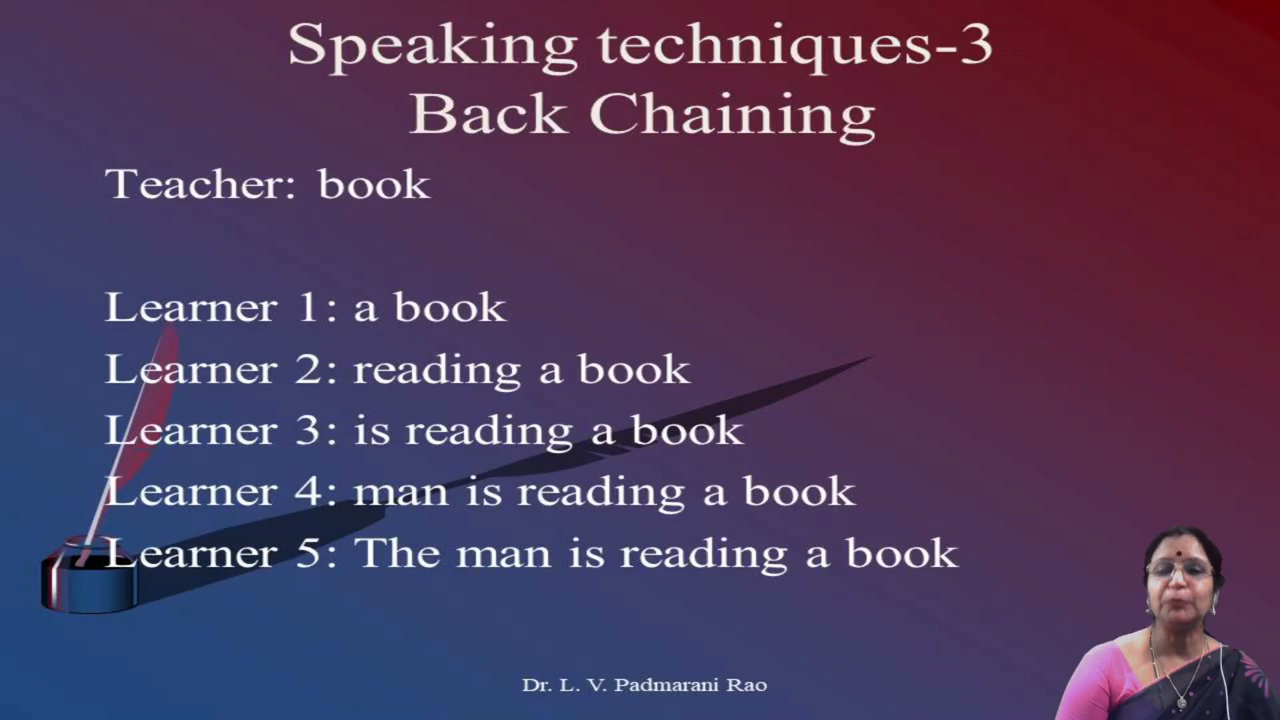 Speaking techniques-3
Back Chaining
Teacher: book
Learner 1: a book
Learner 2: reading a book
Learner 3: is reading a book
Learner 4: man is reading a book
Learner 5: The man is reading a book
Dr. L. V. Padmarani Rao